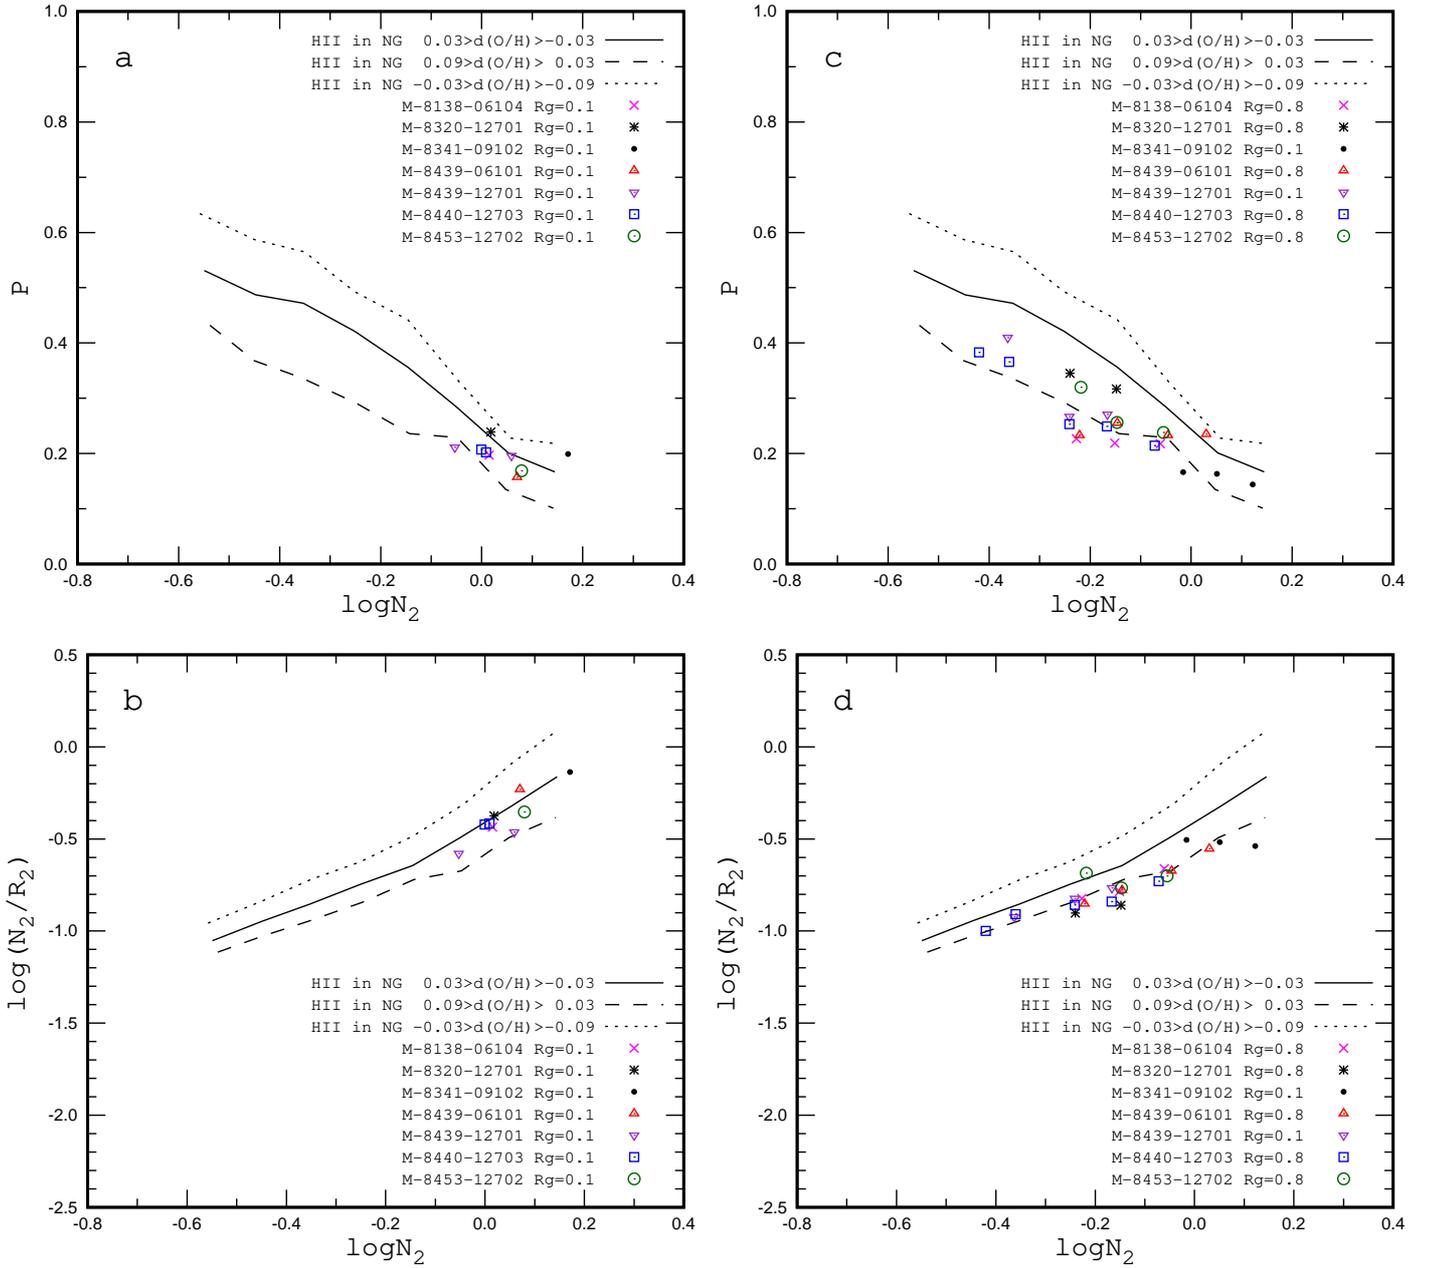 a
HII in NG 0.03>d(O/H)>-0.03
HII in NG 0.09>d(O/H)> 0.03
HII in NG -0.03>d(O/H)>-0.09
M-8138-06104 Rg=0.1
M-8320-12701 Rg=0.1
M-8341-09102 Rg=0.1
M-8439-06101 Rg=0.1
M-8439-12701 Rg=0.1
M-8440-12703 Rg=0.1
M-8453-12702 Rg=0.1
1.0
0.8
0.6
0.4
0.2
0.0
P
-0.8 -0.6 -0.4 -0.2 0.0 0.2 0.4
logN2
c
HII in NG 0.03>d(O/H)>-0.03
HII in NG 0.09>d(O/H)> 0.03
HII in NG -0.03>d(O/H)>-0.09
M-8138-06104 Rg=0.8
M-8320-12701 Rg=0.8
M-8341-09102 Rg=0.1
M-8439-06101 Rg=0.8
M-8439-12701 Rg=0.1
M-8440-12703 Rg=0.8
M-8453-12702 Rg=0.8
1.0
0.8
0.6
0.4
0.2
0.0
P
-0.8 -0.6 -0.4 -0.2 0.0 0.2 0.4
logN2
b
0.5
0.0
-0.5
-1.0
-1.5
-2.0
-2.5
log(N2/R2)
HII in NG 0.03>d(O/H)>-0.03
HII in NG 0.09>d(O/H)> 0.03
HII in NG -0.03>d(O/H)>-0.09
M-8138-06104 Rg=0.1
M-8320-12701 Rg=0.1
M-8341-09102 Rg=0.1
M-8439-06101 Rg=0.1
M-8439-12701 Rg=0.1
M-8440-12703 Rg=0.1
M-8453-12702 Rg=0.1
-0.8 -0.6 -0.4 -0.2 0.0 0.2 0.4
logN2
d
0.5
0.0
-0.5
-1.0
-1.5
-2.0
-2.5
log(N2/R2)
HII in NG 0.03>d(O/H)>-0.03
HII in NG 0.09>d(O/H)> 0.03
HII in NG -0.03>d(O/H)>-0.09
M-8138-06104 Rg=0.8
M-8320-12701 Rg=0.8
M-8341-09102 Rg=0.1
M-8439-06101 Rg=0.8
M-8439-12701 Rg=0.1
M-8440-12703 Rg=0.8
M-8453-12702 Rg=0.8
-0.8 -0.6 -0.4 -0.2 0.0 0.2 0.4
logN2